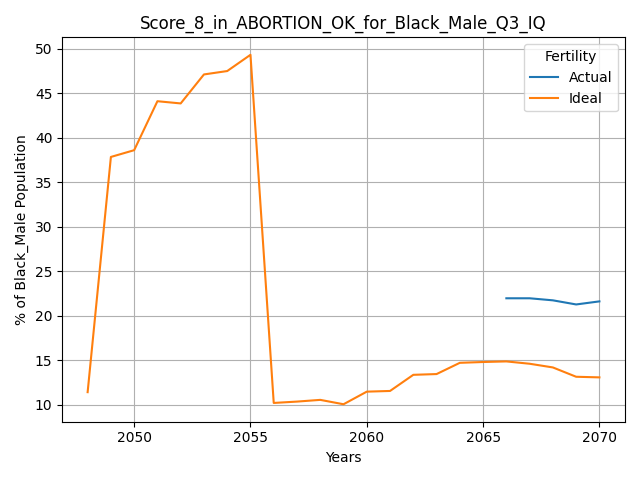 Score_8_in_ABORTION_OK_for_Black_Male_Q3_IQ
Fertility
Actual
Ideal
% of Black_Male Population
50
45
40
35
30
25
20
15
10
2050
2055
2060
2065
2070
Years